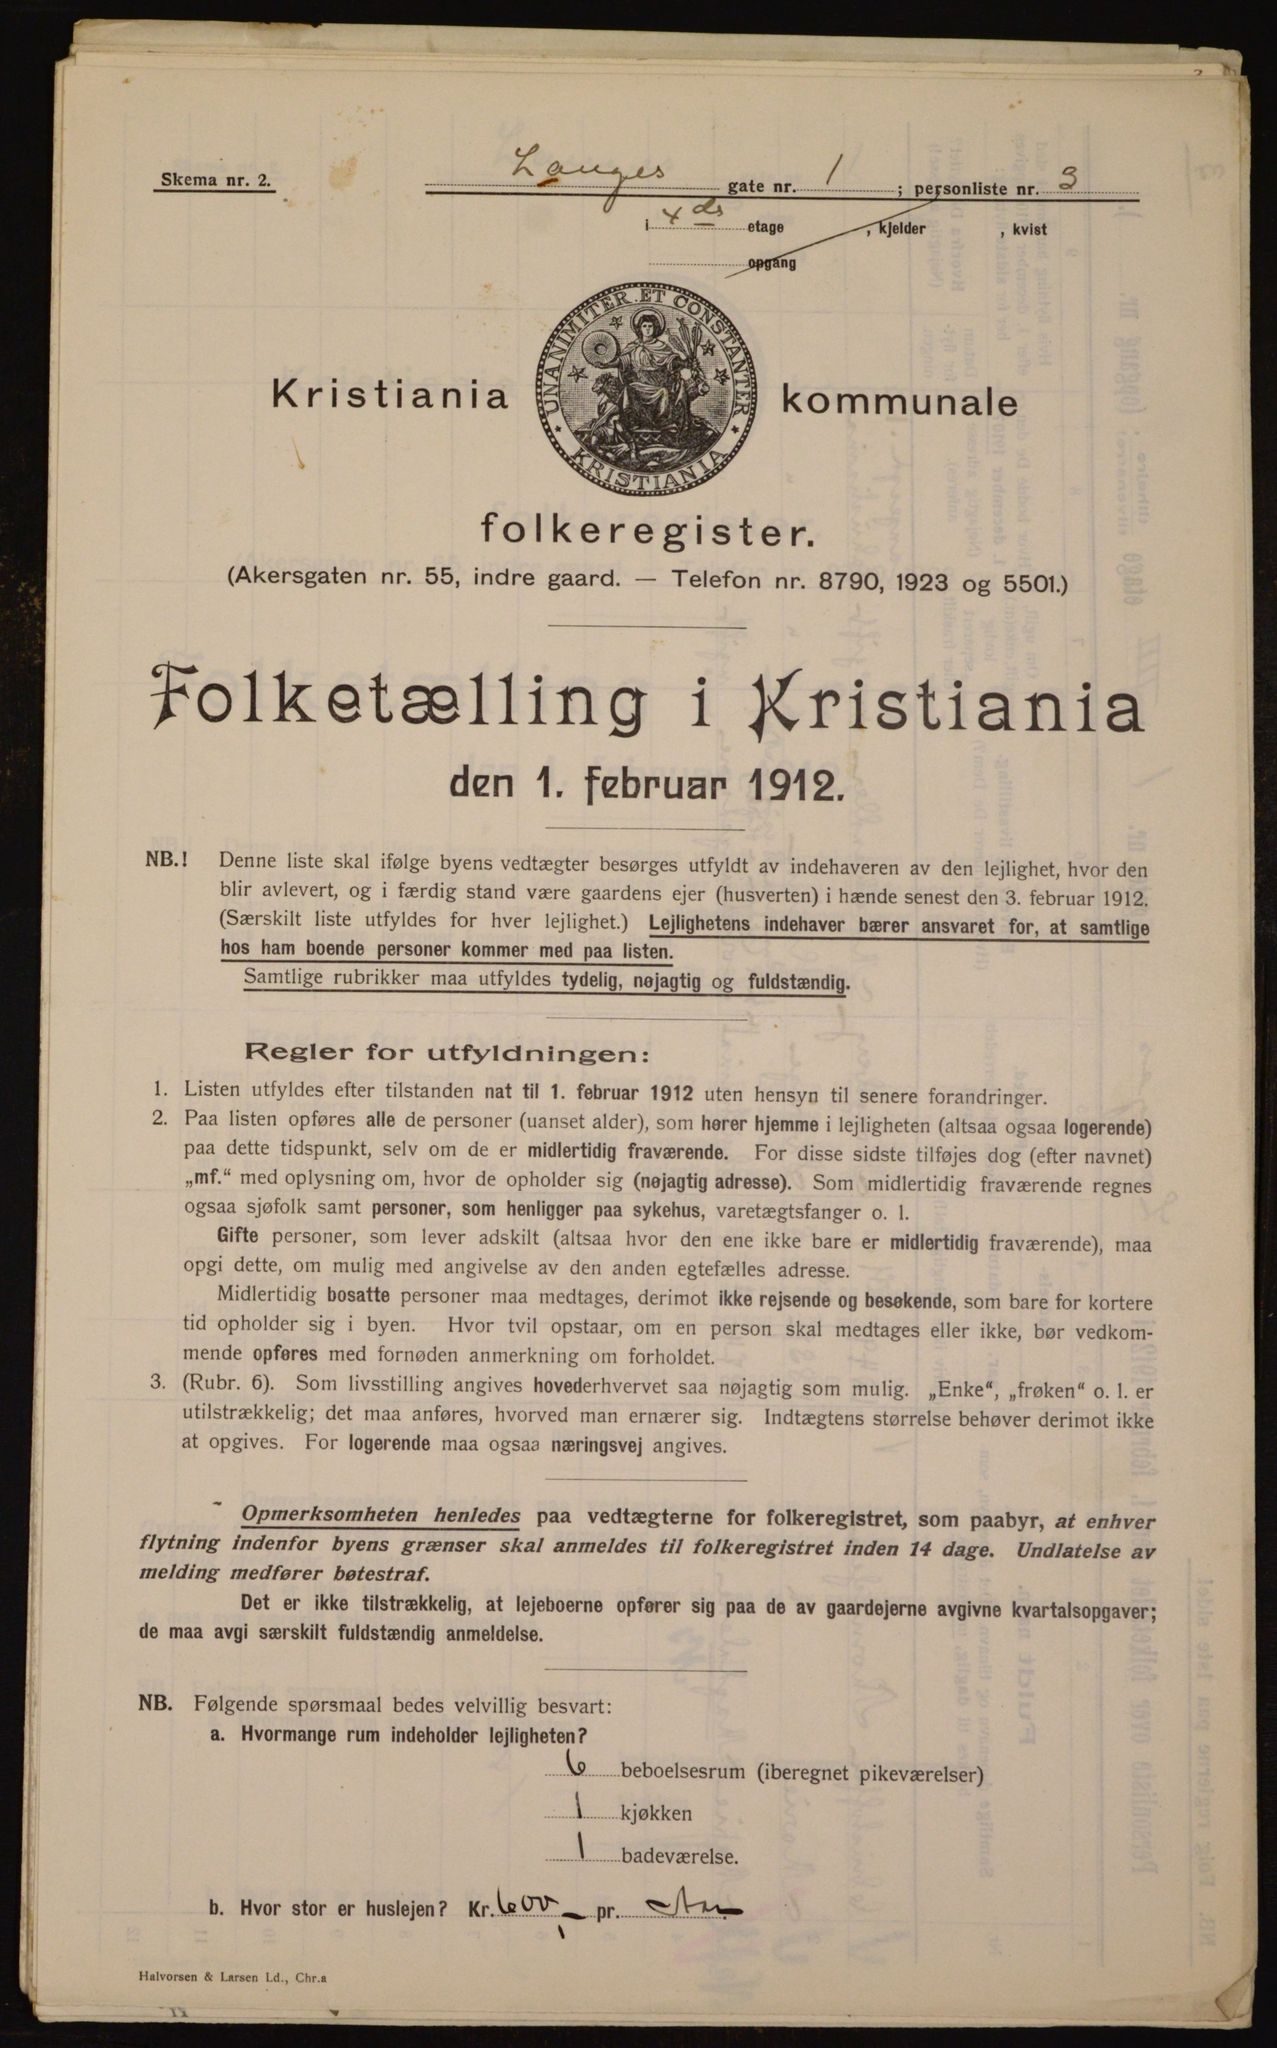 Skema nr. 2.
Langes gate nr. 1 ; personliste nr. 3
i 4de etage , kjelder , kvist
opgang
UNANIMITER ET CONSTANTER
KRISTIANIA
Kristiania kommunale
folkeregister.
(Akersgaten nr. 55, indre gaard. — Telefon nr. 8790, 1923 og 5501.)
Folketælling i Kristiania
den 1. februar 1912.
NB.! Denne liste skal ifølge byens vedtægter besørges utfyldt av indehaveren av den lejlighet, hvor den
blir avlevert, og i færdig stand være gaardens ejer (husverten) i hænde senest den 3. februar 1912.
(Særskilt liste utfyldes for hver lejlighet.) Lejlighetens indehaver bærer ansvaret for, at samtlige
hos ham boende personer kommer med paa listen.
Samtlige rubrikker maa utfyldes tydelig, nøjagtig og fuldstændig.
Regler for utfyldningen:
1. Listen utfyldes efter tilstanden nat til 1. februar 1912 uten hensyn til senere forandringer.
2. Paa listen opføres alle de personer (uanset alder), som hører hjemme i lejligheten (altsaa ogsaa logerende)
paa dette tidspunkt, selv om de er midlertidig fraværende. For disse sidste tilføjes dog (efter navnet)
„mf.“ med oplysning om, hvor de opholder sig (nøjagtig adresse). Som midlertidig fraværende regnes
ogsaa sjøfolk samt personer, som henligger paa sykehus, varetægtsfanger o. l.
Gifte personer, som lever adskilt (altsaa hvor den ene ikke bare er midlertidig fraværende), maa
opgi dette, om mulig med angivelse av den anden egtefælles adresse.
Midlertidig bosatte personer maa medtages, derimot ikke rejsende og besøkende, som bare for kortere
tid opholder sig i byen. Hvor tvil opstaar, om en person skal medtages eller ikke, bør vedkom-
mende opføres med fornøden anmerkning om forholdet.
3. (Rubr. 6). Som livsstilling angives hovederhvervet saa nøjagtig som mulig. „Enke“, „frøken“ o. l. er
utilstrækkelig; det maa anføres, hvorved man ernærer sig. Indtægtens størrelse behøver derimot ikke
at opgives. For logerende maa ogsaa næringsvej angives.
Opmerksomheten henledes paa vedtægterne for folkeregistret, som paabyr, at enhver
flytning indenfor byens grænser skal anmeldes til folkeregistret inden 14 dage. Undlatelse av
melding medfører bøtestraf.
Det er ikke tilstrækkelig, at lejeboerne opfører sig paa de av gaardejerne avgivne kvartalsopgaver;
de maa avgi særskilt fuldstændig anmeldelse.
NB. Følgende spørsmaal bedes velvillig besvart:
a. Hvormange rum indeholder lejligheten?
6 beboelsesrum (iberegnet pikeværelser)
1 kjøkken
1 badeværelse.
b. Hvor stor er huslejen? Kr. 600,- pr. Aar
Halvorsen & Larsen Ld., Chr.a